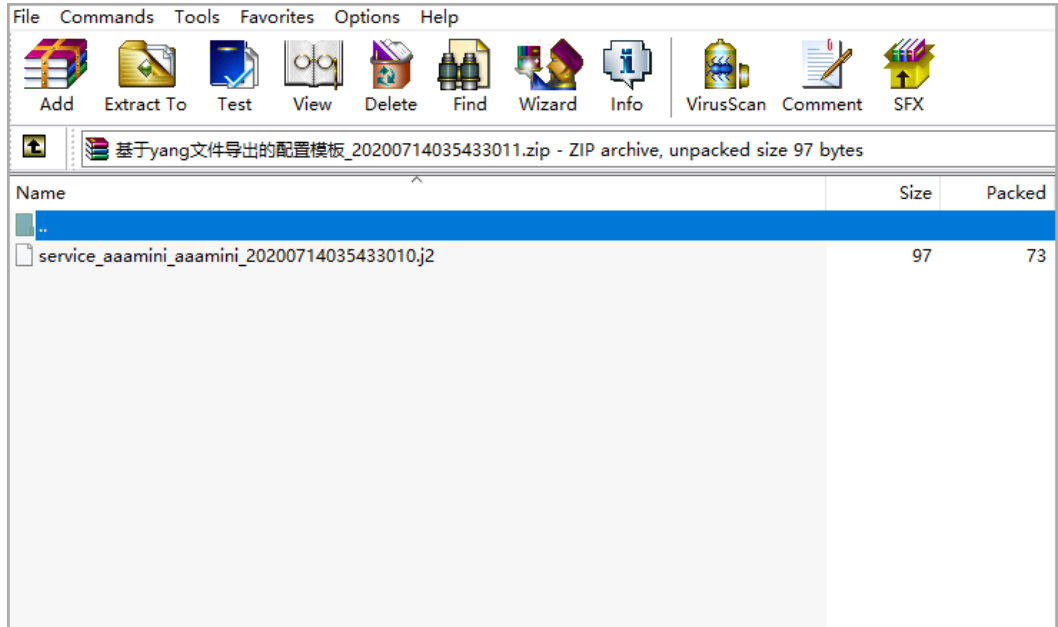 File Commands Tools Favorites Options Help
Add Extract To Test View Delete Find Wizard Info VirusScan Comment SFX
基于yang文件导出的配置模板_20200714035433011.zip - ZIP archive, unpacked size 97 bytes
Name Size Packed
..
service_aaamini_aaamini_20200714035433010.j2 97 73